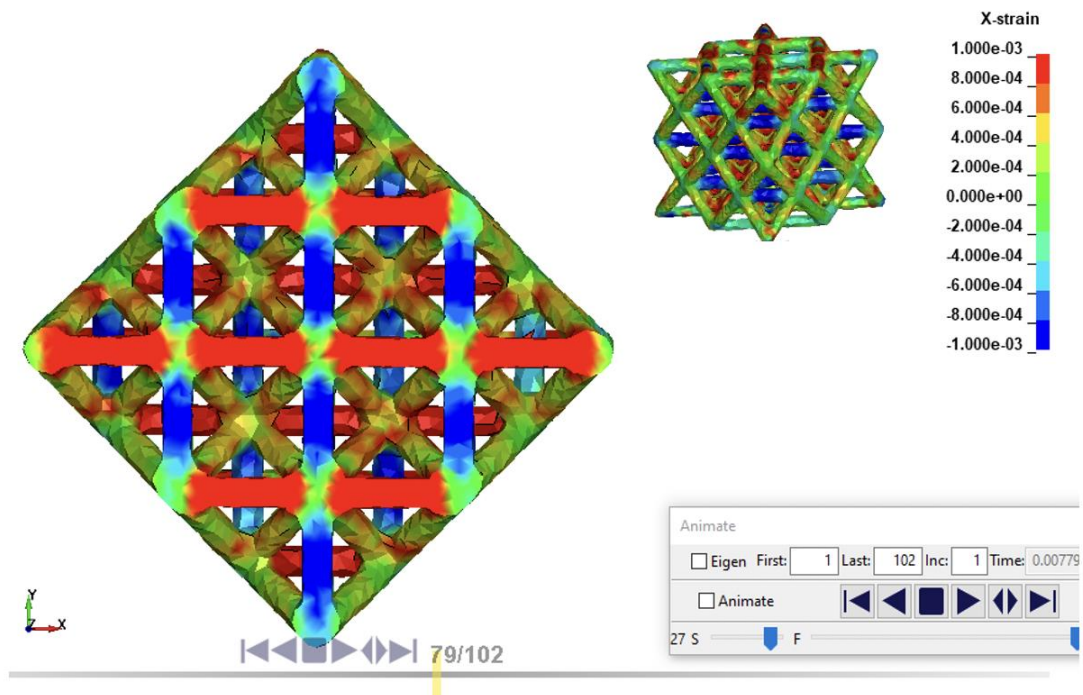 X-strain
1.000e-03
8.000e-04
6.000e-04
4.000e-04
2.000e-04
0.000e+00
-2.000e-04
-4.000e-04
-6.000e-04
-8.000e-04
-1.000e-03
Animate
Eigen First: 1 Last: 102 Inc: 1 Time: 0.00779
Animate
27 S F
Y
Z X
79/102